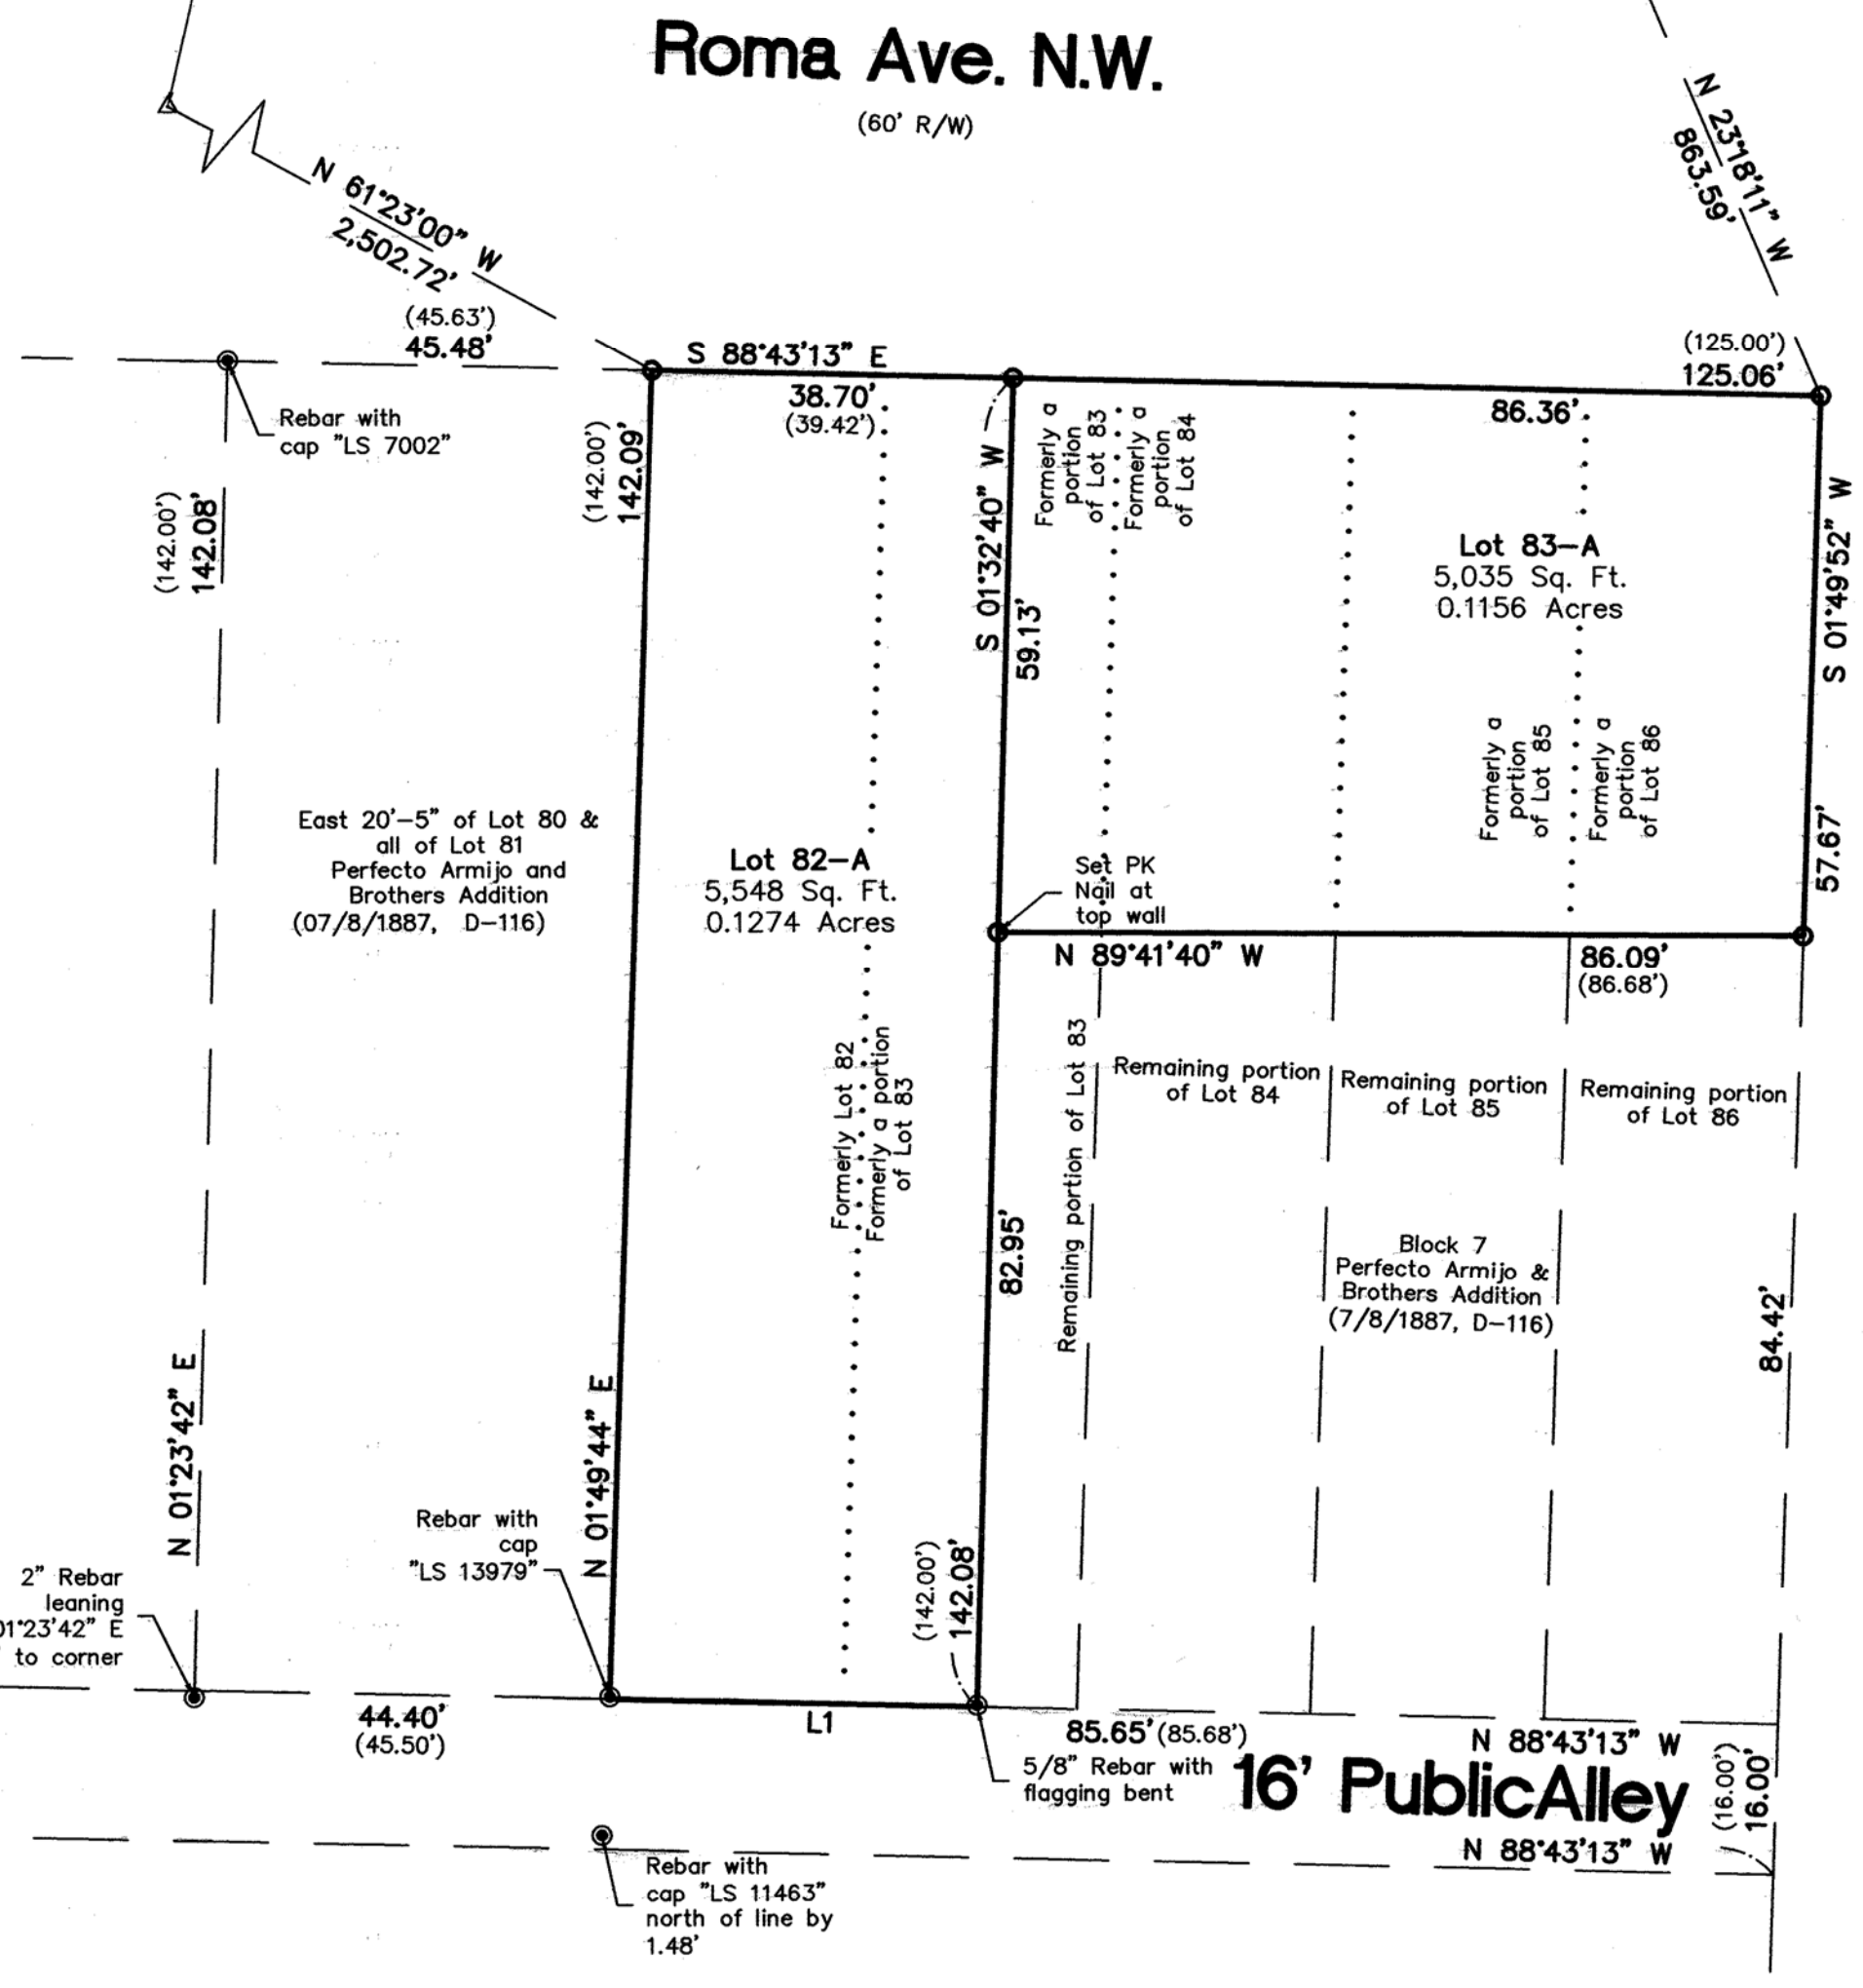 Roma Ave. N.W.
(60' R/W)
N 61°23'00" W
2,502.72'
N 23°18'11" W
863.59'
(45.63')
45.48'
S 88°43'13" E
38.70'
(39.42')
(125.00')
125.06'
86.36'
Rebar with
cap "LS 7002"
(142.00')
142.08'
(142.00')
142.09'
S 01°32'40" W
59.13'
Formerly a
portion
of Lot 83
Formerly a
portion
of Lot 84
Lot 83-A
5,035 Sq. Ft.
0.1156 Acres
S 01°49'52" W
57.67'
Formerly a
portion
of Lot 85
Formerly a
portion
of Lot 86
East 20'-5" of Lot 80 &
all of Lot 81
Perfecto Armijo and
Brothers Addition
(07/8/1887, D-116)
Lot 82-A
5,548 Sq. Ft.
0.1274 Acres
Set PK
Nail at
top wall
N 89°41'40" W
86.09'
(86.68')
Formerly Lot 82
Formerly a portion
of Lot 83
Remaining portion of Lot 83
Remaining portion
of Lot 84
Remaining portion
of Lot 85
Remaining portion
of Lot 86
82.95'
Block 7
Perfecto Armijo &
Brothers Addition
(7/8/1887, D-116)
84.42'
N 01°23'42" E
N 01°49'44" E
Rebar with
cap
"LS 13979"
(142.00')
142.08'
2" Rebar
leaning
01°23'42" E
' to corner
44.40'
(45.50')
L1
85.65' (85.68')
N 88°43'13" W
5/8" Rebar with
flagging bent
16' PublicAlley
(16.00')
16.00'
N 88°43'13" W
Rebar with
cap "LS 11463"
north of line by
1.48'